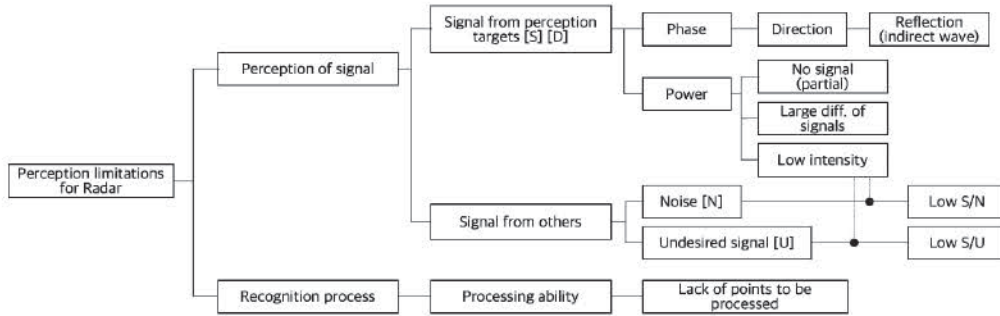 Signal from perception
targets [S] [D]
Phase
Direction
Reflection
(indirect wave)
Perception of signal
Power
No signal
(partial)
Large diff. of
signals
Low intensity
Perception limitations
for Radar
Signal from others
Noise [N]
Low S/N
Undesired signal [U]
Low S/U
Recognition process
Processing ability
Lack of points to be
processed